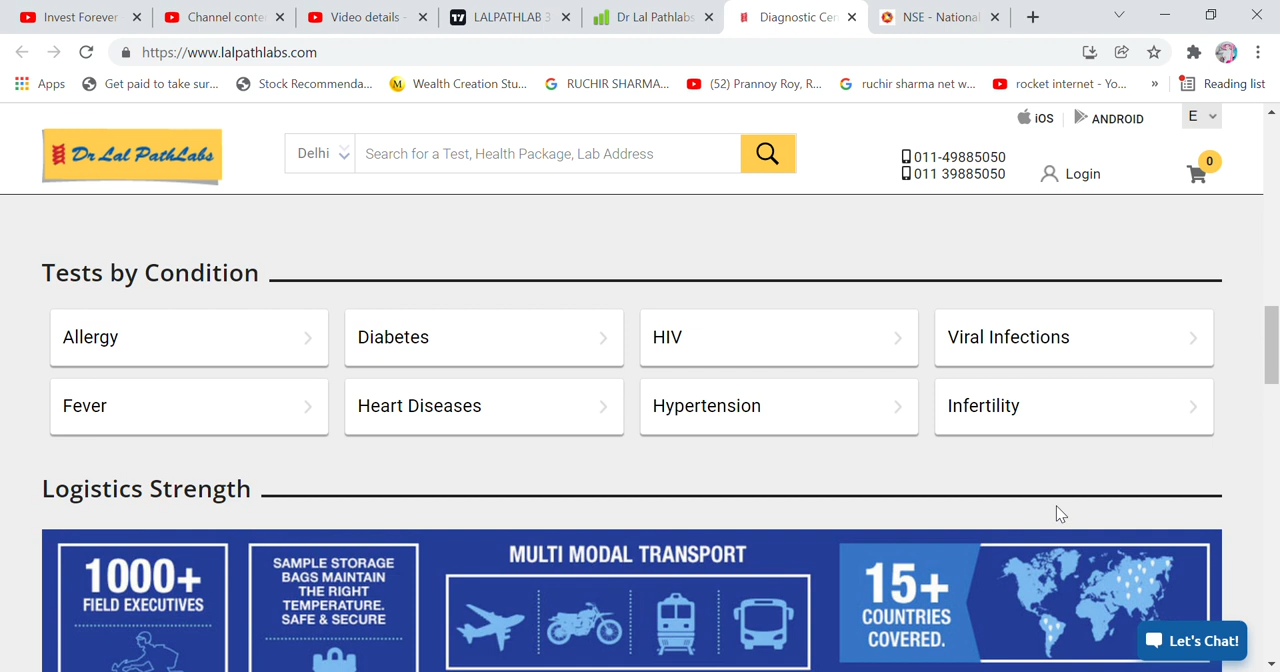 Invest Forever
Channel conte
Video details -
LALPATHLAB 3
Dr Lal Pathlabs
Diagnostic Cen
NSE - National
https://www.lalpathlabs.com
Apps
Get paid to take sur...
Stock Recommenda...
Wealth Creation Stu...
RUCHIR SHARMA...
(52) Prannoy Roy, R...
ruchir sharma net w...
rocket internet - Yo...
»
Reading list
iOS
ANDROID
E
Dr Lal PathLabs
Delhi
Search for a Test, Health Package, Lab Address
011-49885050
011 39885050
Login
0
Tests by Condition
Allergy
Diabetes
HIV
Viral Infections
Fever
Heart Diseases
Hypertension
Infertility
Logistics Strength
1000+
FIELD EXECUTIVES
SAMPLE STORAGE
BAGS MAINTAIN
THE RIGHT
TEMPERATURE.
SAFE & SECURE
MULTI MODAL TRANSPORT
15+
COUNTRIES
COVERED.
Let's Chat!